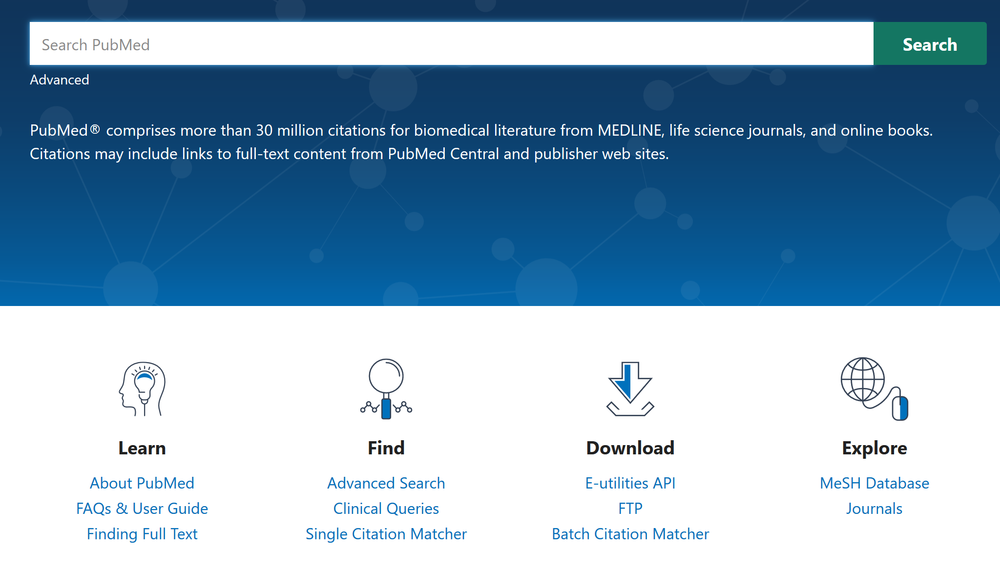 Search PubMed
Search
Advanced
PubMed® comprises more than 30 million citations for biomedical literature from MEDLINE, life science journals, and online books.
Citations may include links to full-text content from PubMed Central and publisher web sites.
Learn
About PubMed
FAQs & User Guide
Finding Full Text
Find
Advanced Search
Clinical Queries
Single Citation Matcher
Download
E-utilities API
FTP
Batch Citation Matcher
Explore
MeSH Database
Journals